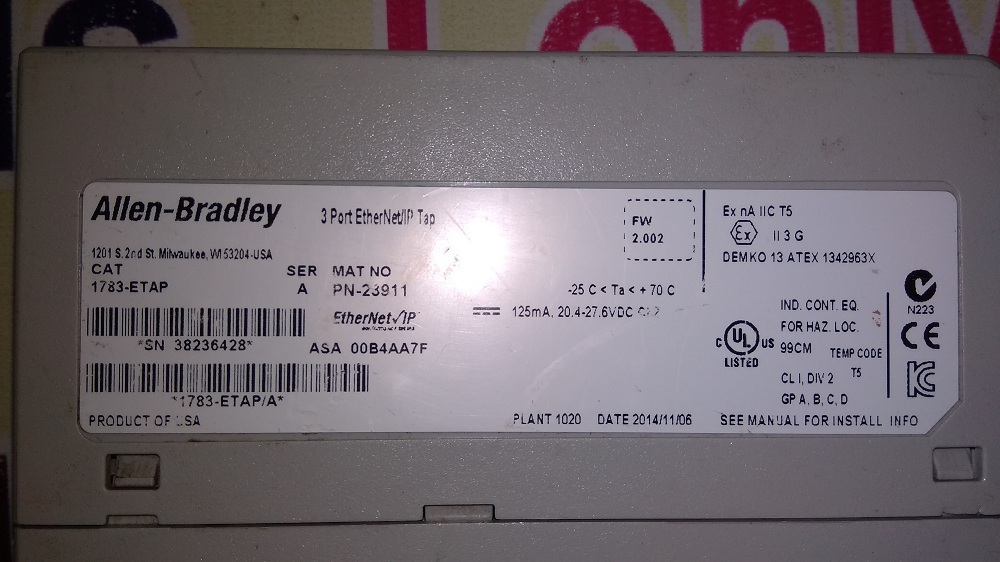 Allen-Bradley
3 Port EtherNet/IP Tap
1201 S. 2nd St. Milwaukee, WI 53204-USA
CAT
1783-ETAP
SER
A
MAT NO
PN-23911
FW
2.002
-25 C < Ta < + 70 C
125mA, 20.4-27.6VDC
EtherNet/IP
*SN 38236428*
ASA 00B4AA7F
*1783-ETAP/A*
PRODUCT OF USA
PLANT 1020 DATE 2014/11/06
Ex nA IIC T5
Ex II 3 G
DEMKO 13 ATEX 1342963X
C UL US
LISTED
IND. CONT. EQ.
FOR HAZ. LOC.
99CM
TEMP CODE
T5
CL I, DIV 2
GP A, B, C, D
N223
CE
SEE MANUAL FOR INSTALL INFO